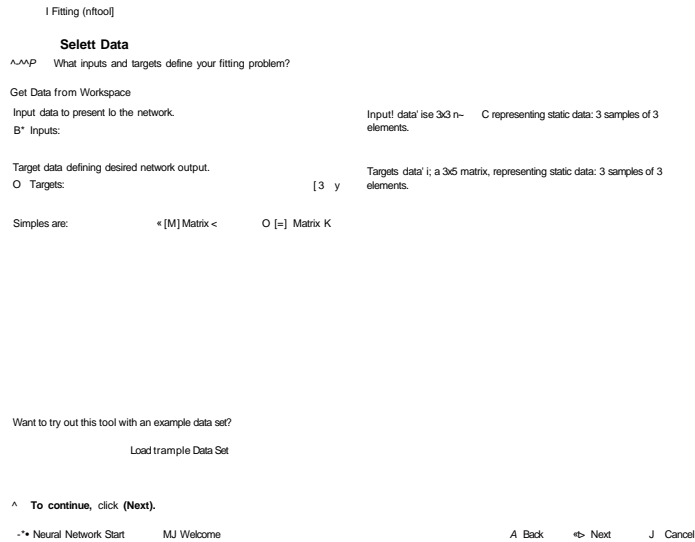 I Fitting (nftool]
Selett Data
^-^^P What inputs and targets define your fitting problem?
Get Data from Workspace
Input data to present lo the network.
B* Inputs:
Input! data' ise 3x3 n~ C representing static data: 3 samples of 3
elements.
Target data defining desired network output.
O Targets: [3 y
Targets data' i; a 3x5 matrix, representing static data: 3 samples of 3
elements.
Simples are: «[M] Matrix < O [=] Matrix K
Want to try out this tool with an example data set?
Load trample Data Set
^ To continue, click (Next).
-*• Neural Network Start MJ Welcome A Back «t> Next J Cancel